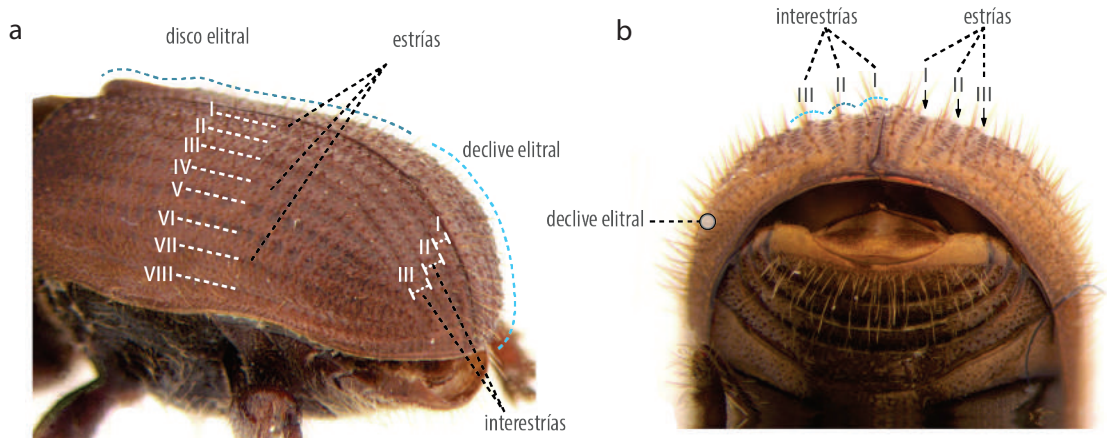 a
disco elitral
estrías
I
II
III
IV
V
VI
VII
VIII
declive elitral
I
II
III
interestrías
b
interestrías
estrías
III
II
I
I
II
III
declive elitral